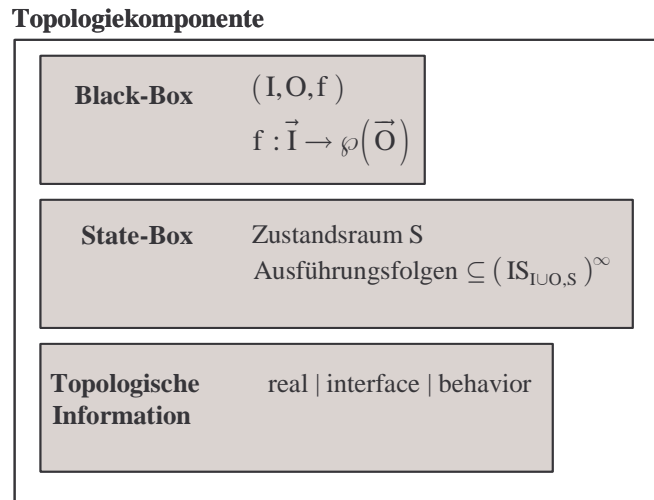 Topologiekomponente
Black-Box (I,O,f)
f : I⃗ → ℘(O⃗)
State-Box Zustandsraum S
Ausführungsfolgen ⊆ (IS_{I∪O,S})^∞
Topologische real | interface | behavior
Information